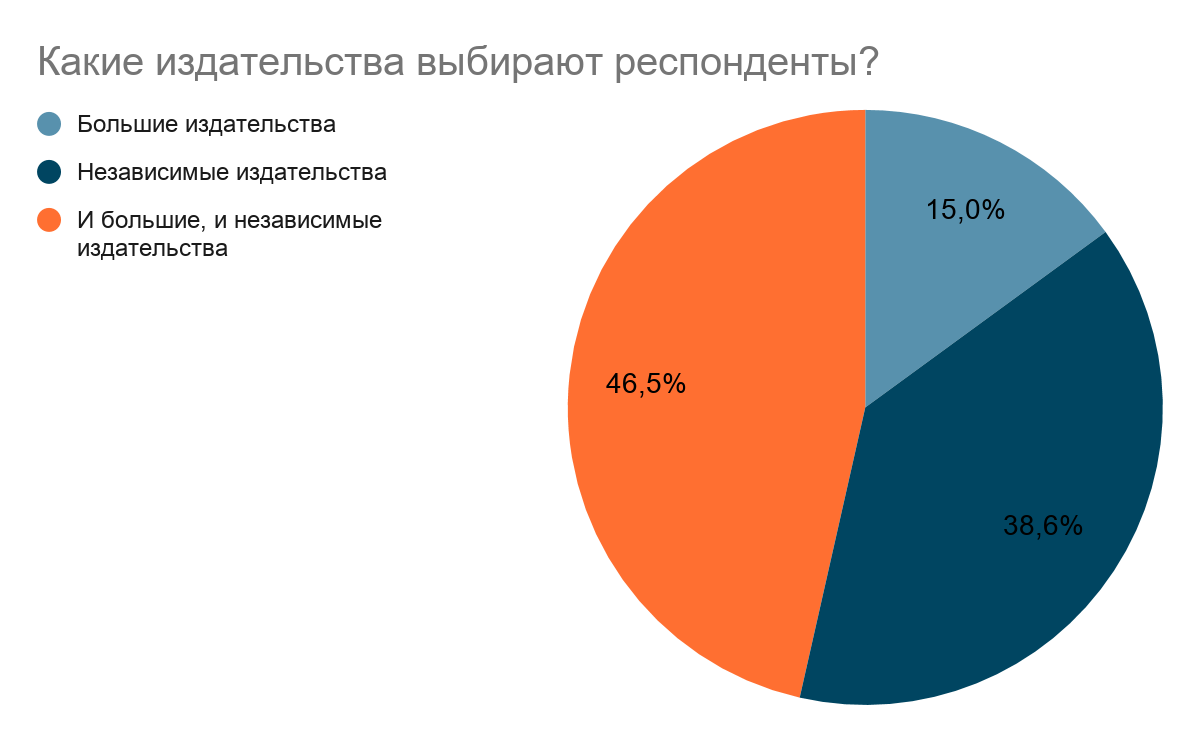 Какие издательства выбирают респонденты?
Большие издательства
Независимые издательства
И большие, и независимые
издательства
15,0%
46,5%
38,6%